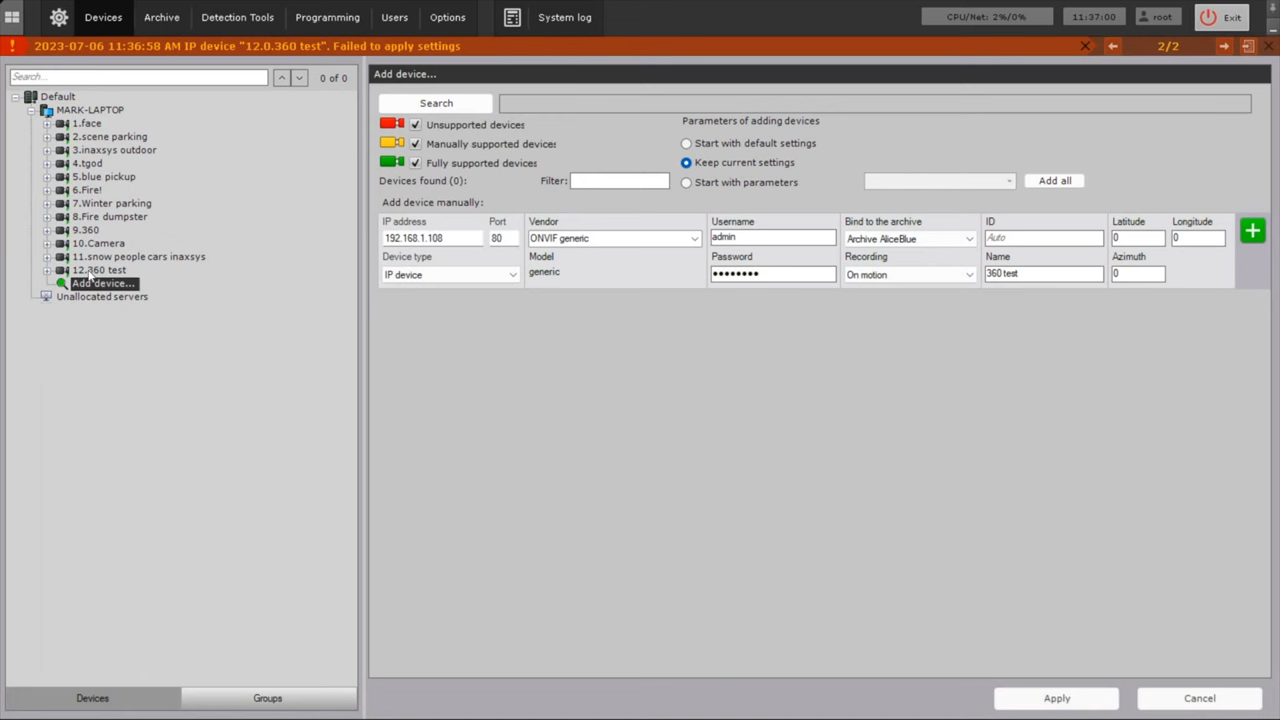 Devices Archive Detection Tools Programming Users Options System log CPU/Net: 2%/0% 11:37:00 root Exit
! 2023-07-06 11:36:58 AM IP device "12.0.360 test". Failed to apply settings 2/2
Search... 0 of 0
Default
MARK-LAPTOP
1.face
2.scene parking
3.inaxsys outdoor
4.tgod
5.blue pickup
6.Fire!
7.Winter parking
8.Fire dumpster
9.360
10.Camera
11.snow people cars inaxsys
12.360 test
Add device...
Unallocated servers
Devices Groups
Add device...
Search
Unsupported devices
Manually supported devices
Fully supported devices
Parameters of adding devices
Start with default settings
Keep current settings
Start with parameters
Add all
Devices found (0): Filter:
Add device manually:
IP address Port Vendor Username Bind to the archive ID Latitude Longitude
192.168.1.108 80 ONVIF generic admin Archive AliceBlue Auto 0 0
Device type Model Password Recording Name Azimuth
IP device generic ●●●●●●●● On motion 360 test 0
Apply Cancel